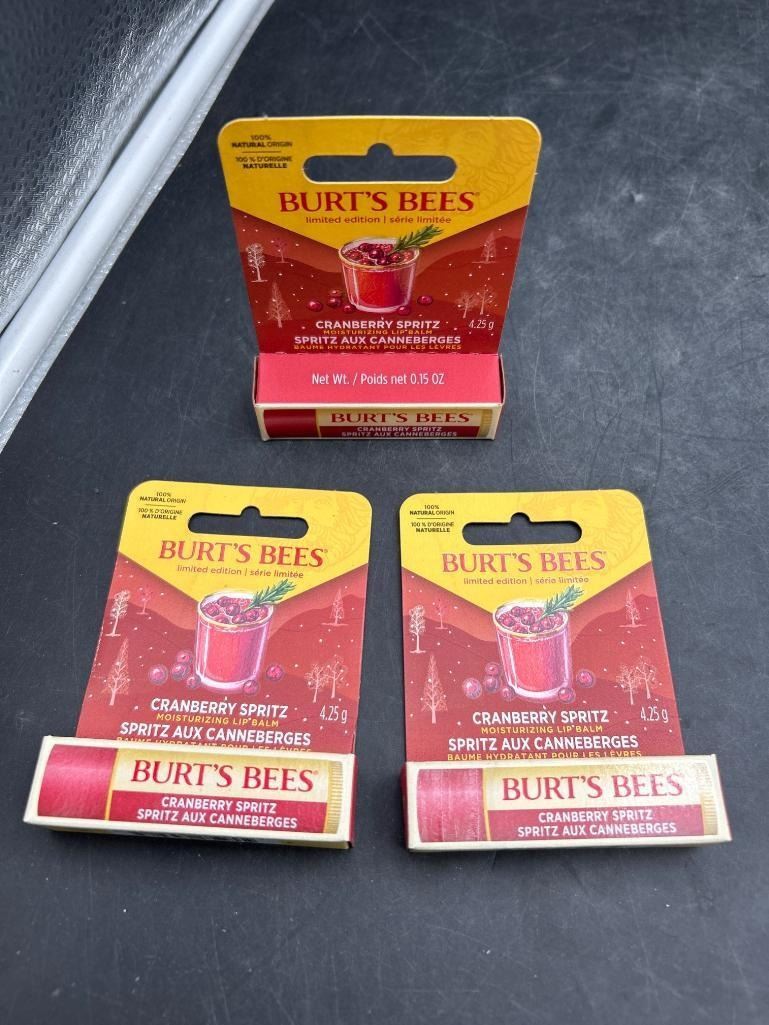 100%
NATURAL ORIGIN
100 % D'ORIGINE
NATURELLE
BURT'S BEES®
limited edition | série limitée
CRANBERRY SPRITZ
4.25 g
MOISTURIZING LIP BALM
SPRITZ AUX CANNEBERGES
BAUME HYDRATANT POUR LES LÈVRES
Net Wt. / Poids net 0.15 OZ
BURT'S BEES®
CRANBERRY SPRITZ
SPRITZ AUX CANNEBERGES
100%
NATURAL ORIGIN
100 % D'ORIGINE
NATURELLE
BURT'S BEES®
limited edition | série limitée
CRANBERRY SPRITZ
4.25 g
MOISTURIZING LIP BALM
SPRITZ AUX CANNEBERGES
BAUME HYDRATANT POUR LES LÈVRES
BURT'S BEES®
CRANBERRY SPRITZ
SPRITZ AUX CANNEBERGES
100%
NATURAL ORIGIN
100 % D'ORIGINE
NATURELLE
BURT'S BEES®
limited edition | série limitée
CRANBERRY SPRITZ
4.25 g
MOISTURIZING LIP BALM
SPRITZ AUX CANNEBERGES
BAUME HYDRATANT POUR LES LÈVRES
BURT'S BEES®
CRANBERRY SPRITZ
SPRITZ AUX CANNEBERGES